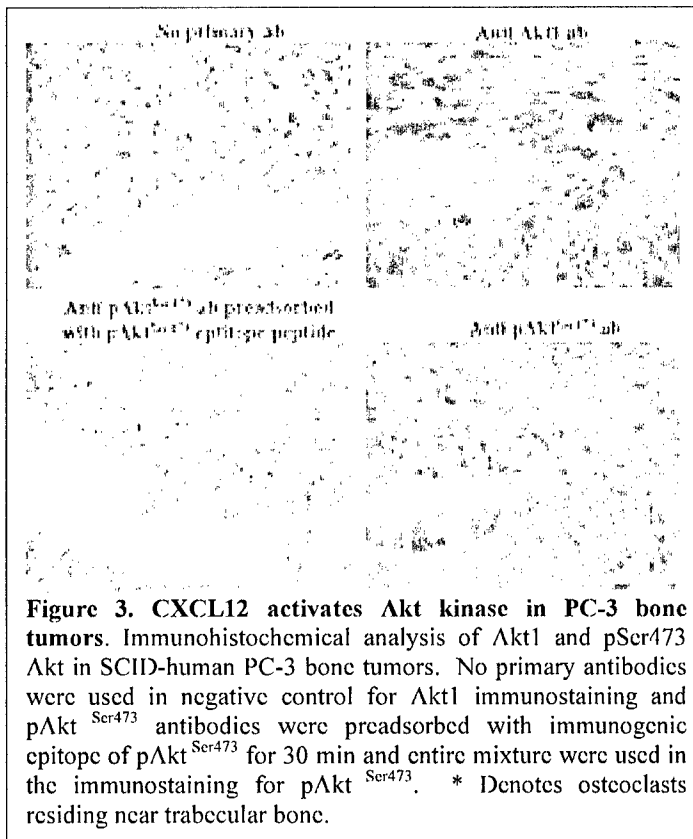 No primary ab
Anti Akt1 ab
Anti pAkt ab preadsorbed
with pAkt epitope peptide
Anti pAkt ab
Figure 3. CXCL12 activates Akt kinase in PC-3 bone
tumors. Immunohistochemical analysis of Akt1 and pSer473
Akt in SCID-human PC-3 bone tumors. No primary antibodies
were used in negative control for Akt1 immunostaining and
pAkt Ser473 antibodies were preadsorbed with immunogenic
epitope of pAkt Ser473 for 30 min and entire mixture were used in
the immunostaining for pAkt Ser473. * Denotes osteoclasts
residing near trabecular bone.